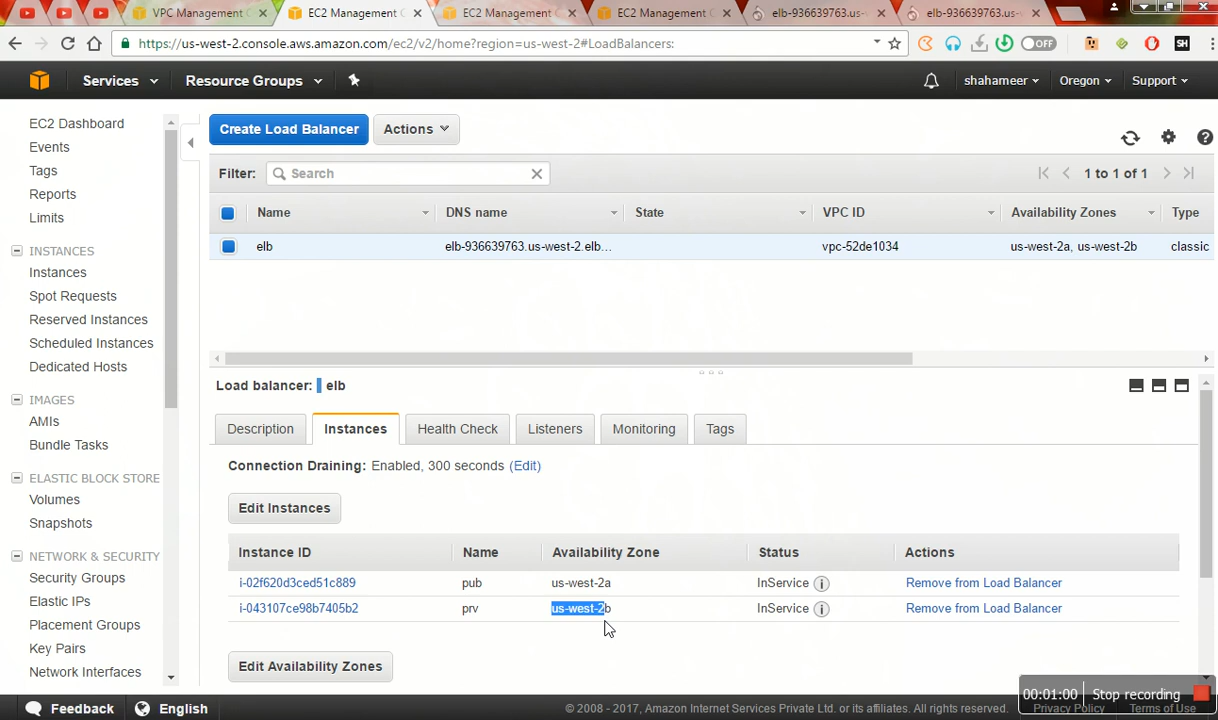 VPC Management C
EC2 Management C
EC2 Management C
EC2 Management C
elb-936639763.us-w
elb-936639763.us-w
https://us-west-2.console.aws.amazon.com/ec2/v2/home?region=us-west-2#LoadBalancers:
OFF
SH
Services
Resource Groups
shahameer
Oregon
Support
EC2 Dashboard
Events
Tags
Reports
Limits
INSTANCES
Instances
Spot Requests
Reserved Instances
Scheduled Instances
Dedicated Hosts
IMAGES
AMIs
Bundle Tasks
ELASTIC BLOCK STORE
Volumes
Snapshots
NETWORK & SECURITY
Security Groups
Elastic IPs
Placement Groups
Key Pairs
Network Interfaces
Create Load Balancer
Actions
Filter:
Search
1 to 1 of 1
Name
DNS name
State
VPC ID
Availability Zones
Type
elb
elb-936639763.us-west-2.elb...
vpc-52de1034
us-west-2a, us-west-2b
classic
Load balancer:
elb
Description
Instances
Health Check
Listeners
Monitoring
Tags
Connection Draining: Enabled, 300 seconds (Edit)
Edit Instances
Instance ID
Name
Availability Zone
Status
Actions
i-02f620d3ced51c889
pub
us-west-2a
InService
Remove from Load Balancer
i-043107ce98b7405b2
prv
us-west-2b
InService
Remove from Load Balancer
Edit Availability Zones
00:01:00
Stop recording
Feedback
English
© 2008 - 2017, Amazon Internet Services Private Ltd. or its affiliates. All rights reserved.
Privacy Policy
Terms of Use